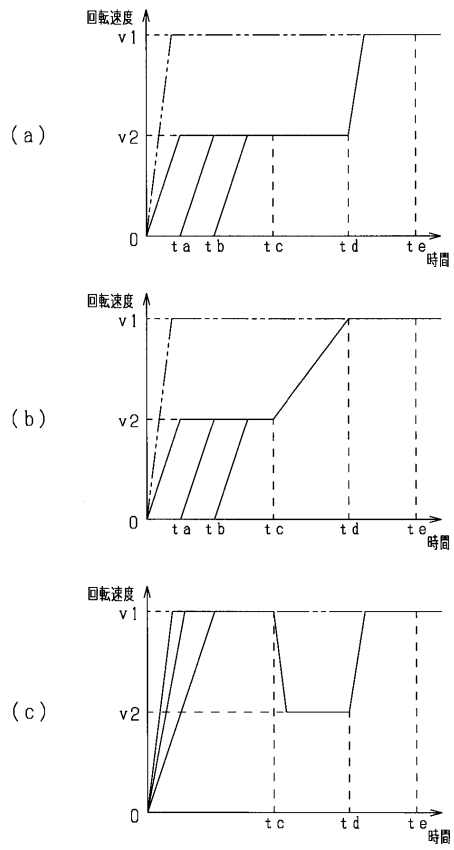 回転速度
v1
(a)
v2
0
ta tb tc td te
時間
回転速度
v1
(b)
v2
0
ta tb tc td te
時間
回転速度
v1
(c)
v2
0
tc td te
時間